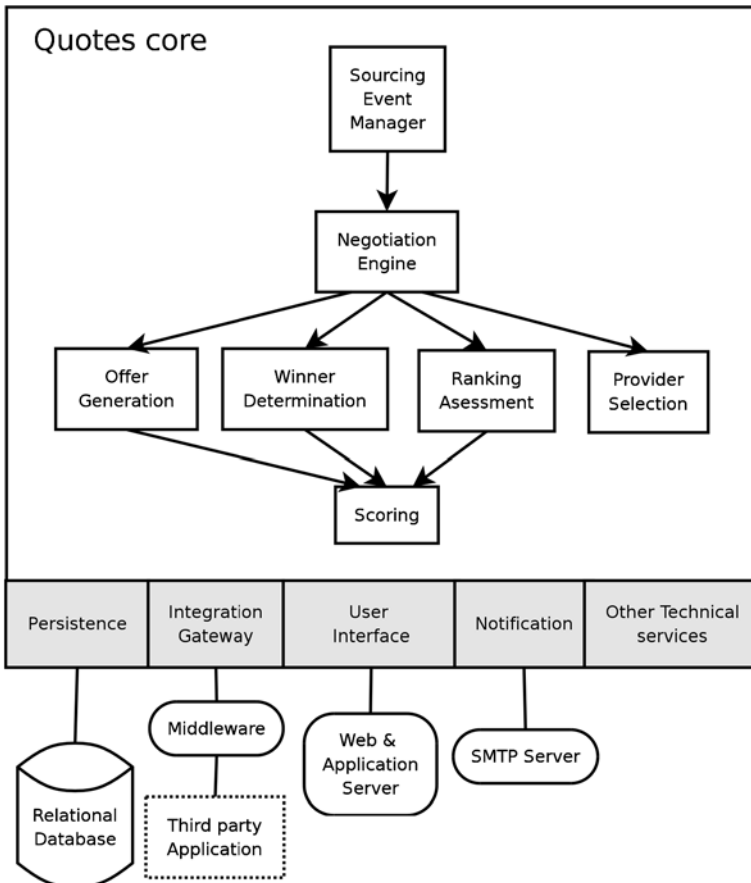 Quotes core
Sourcing
Event
Manager
Negotiation
Engine
Offer
Generation
Winner
Determination
Ranking
Asessment
Provider
Selection
Scoring
Persistence
Integration
Gateway
User
Interface
Notification
Other Technical
services
Middleware
Web &
Application
Server
SMTP Server
Relational
Database
Third party
Application